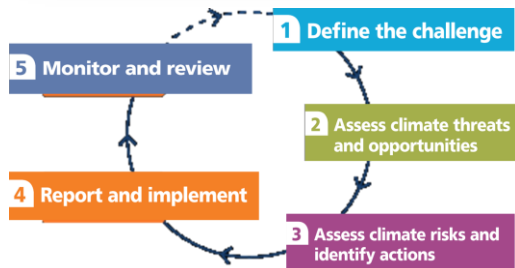 1 Define the challenge
2 Assess climate threats
and opportunities
3 Assess climate risks and
identify actions
4 Report and implement
5 Monitor and review